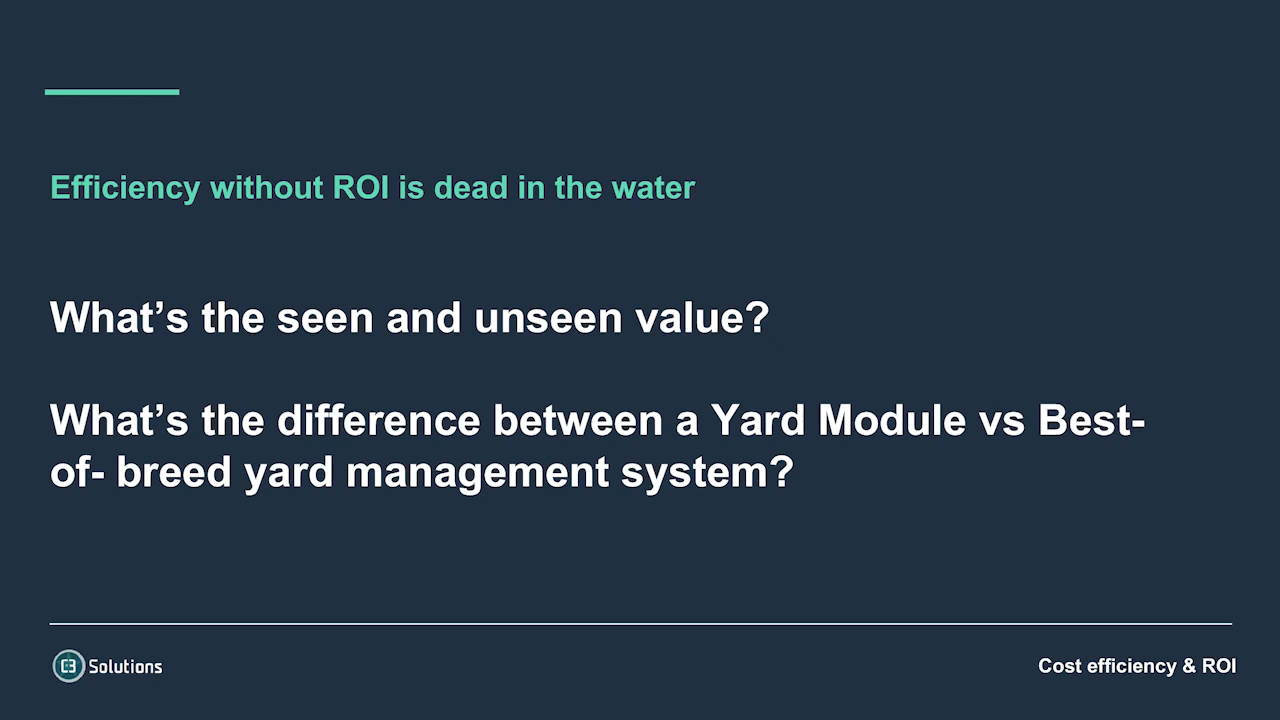 Efficiency without ROI is dead in the water
What’s the seen and unseen value?
What’s the difference between a Yard Module vs Best-
of- breed yard management system?
C3 Solutions
Cost efficiency & ROI